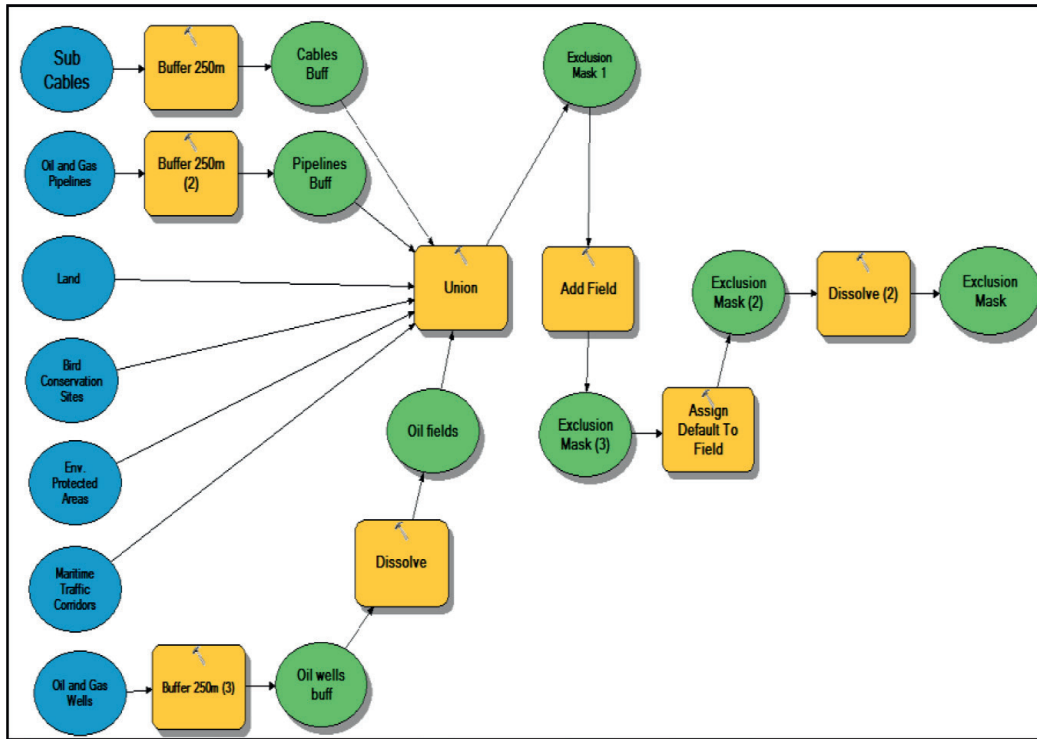 Sub
Cables
Buffer 250m
Cables
Buff
Exclusion
Mask 1
Oil and Gas
Pipelines
Buffer 250m
(2)
Pipelines
Buff
Land
Union
Add Field
Exclusion
Mask (2)
Dissolve (2)
Exclusion
Mask
Bird
Conservation
Sites
Oil fields
Exclusion
Mask (3)
Assign
Default To
Field
Env.
Protected
Areas
Dissolve
Maritime
Traffic
Corridors
Oil and Gas
Wells
Buffer 250m (3)
Oil wells
buff